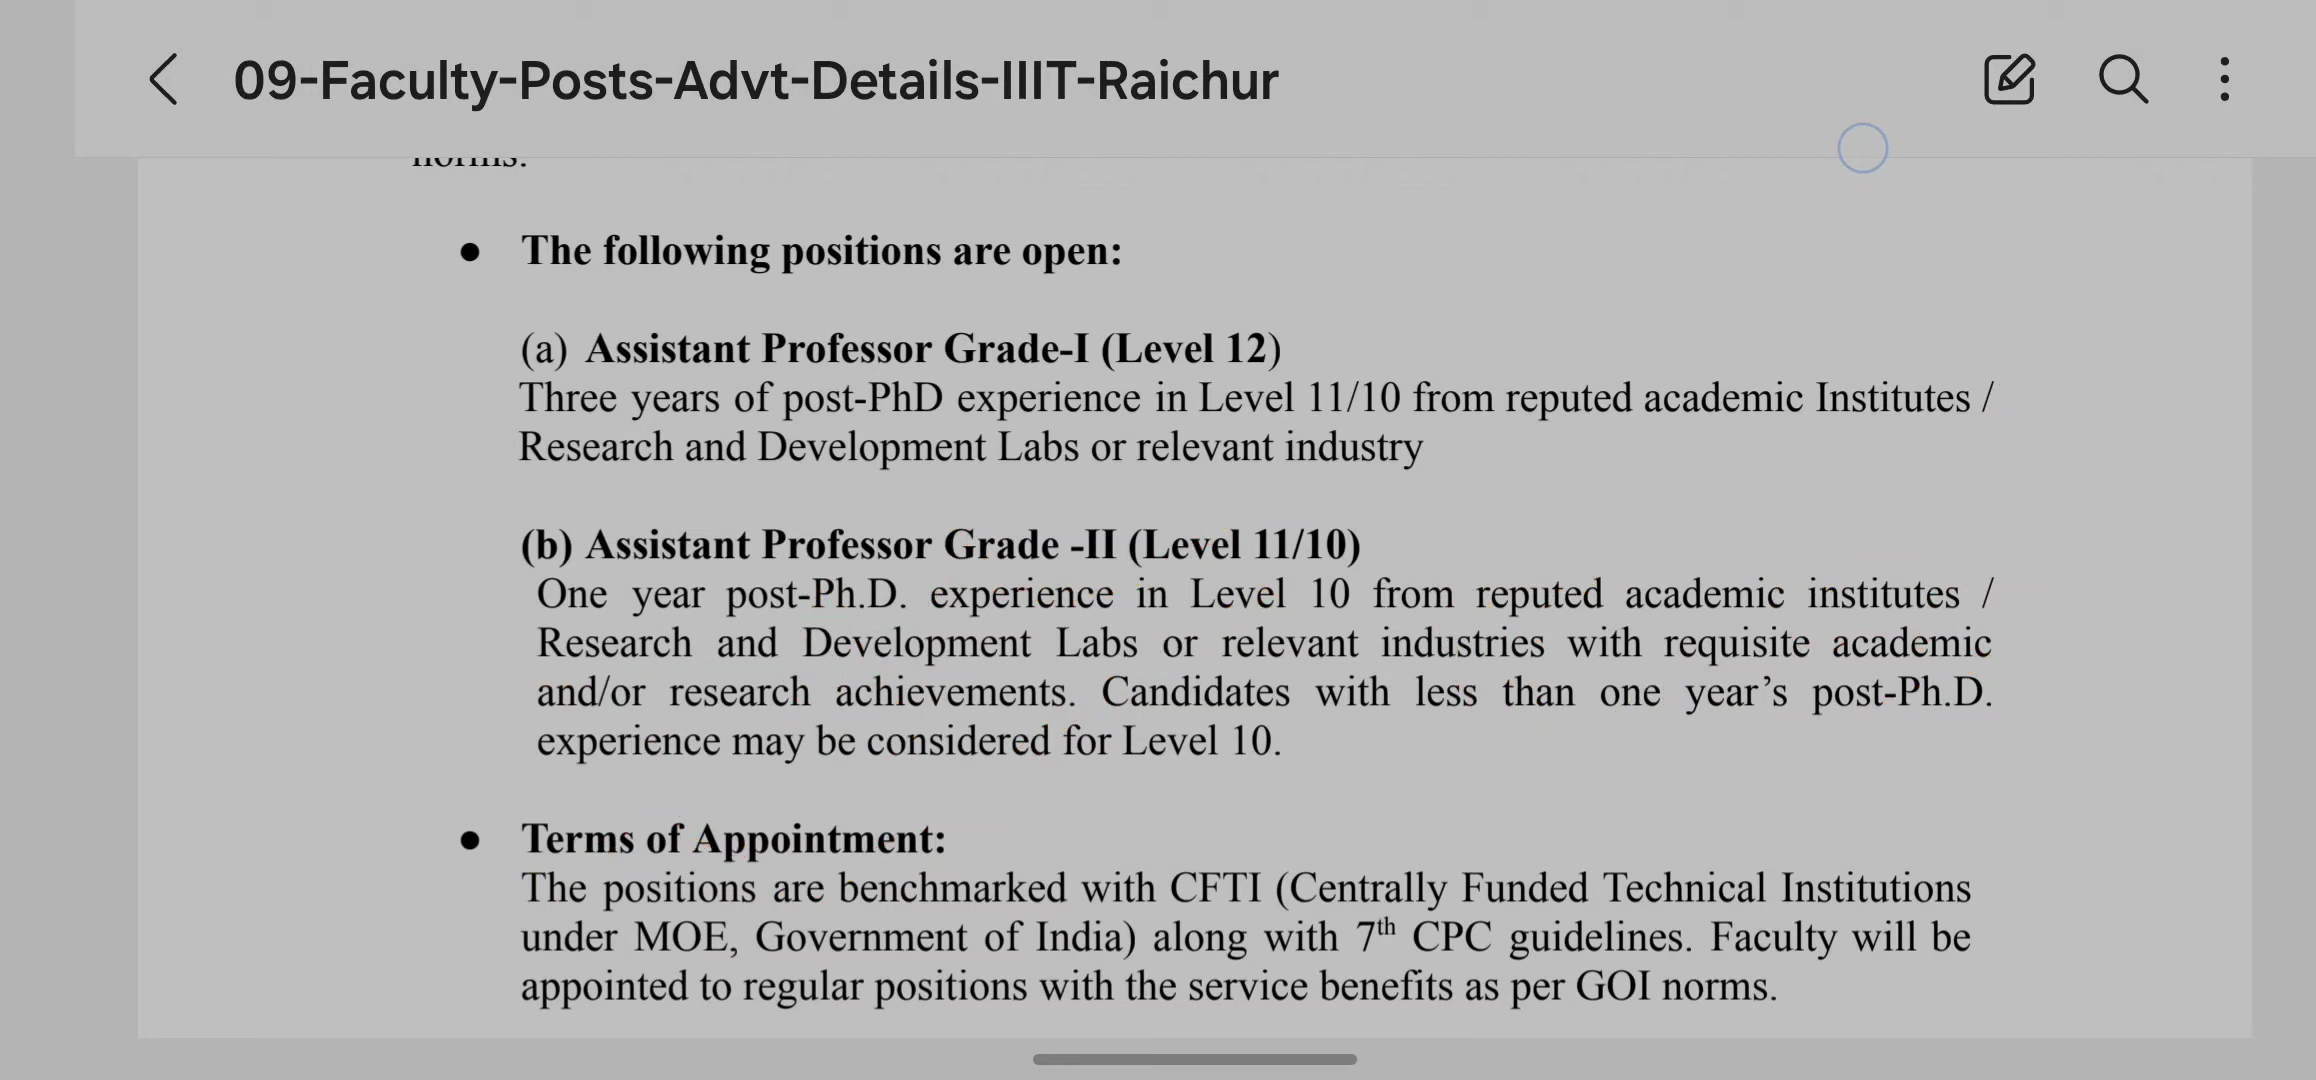 09-Faculty-Posts-Advt-Details-IIIT-Raichur
norms.
● The following positions are open:
(a) Assistant Professor Grade-I (Level 12)
Three years of post-PhD experience in Level 11/10 from reputed academic Institutes /
Research and Development Labs or relevant industry
(b) Assistant Professor Grade -II (Level 11/10)
One year post-Ph.D. experience in Level 10 from reputed academic institutes /
Research and Development Labs or relevant industries with requisite academic
and/or research achievements. Candidates with less than one year’s post-Ph.D.
experience may be considered for Level 10.
● Terms of Appointment:
The positions are benchmarked with CFTI (Centrally Funded Technical Institutions
under MOE, Government of India) along with 7th CPC guidelines. Faculty will be
appointed to regular positions with the service benefits as per GOI norms.